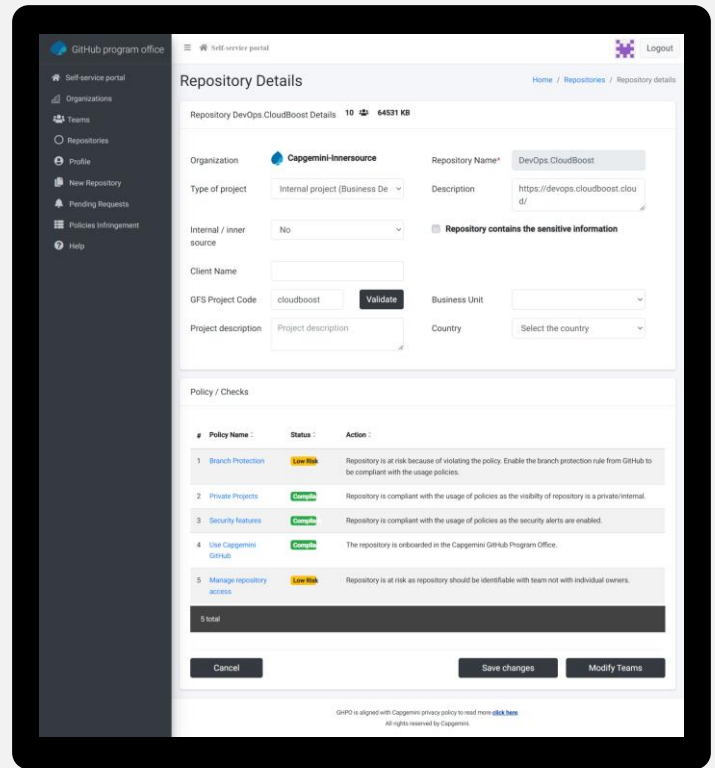 GitHub program office
Self-service portal
Organizations
Teams
Repositories
Profile
New Repository
Pending Requests
Policies Infringement
Help
Self-service portal
Logout
Repository Details
Home / Repositories / Repository details
Repository DevOps.CloudBoost Details 10 64531 KB
Organization Capgemini-Innersource Repository Name* DevOps.CloudBoost
Type of project Internal project (Business De Description https://devops.cloudboost.clou
d/
Internal / inner No Repository contains the sensitive information
source
Client Name
GFS Project Code cloudboost Validate Business Unit
Project description Project description Country Select the country
Policy / Checks
# Policy Name Status Action
1 Branch Protection Low Risk Repository is at risk because of violating the policy. Enable the branch protection rule from GitHub to
be compliant with the usage policies.
2 Private Projects Complia Repository is compliant with the usage of policies as the visibilty of repository is a private/internal.
3 Security features Complia Repository is compliant with the usage of policies as the security alerts are enabled.
4 Use Capgemini Complia The repository is onboarded in the Capgemini GitHub Program Office.
GitHub
5 Manage repository Low Risk Repository is at risk as repository should be identifiable with team not with individual owners.
access
5 total
Cancel Save changes Modify Teams
GHPO is aligned with Capgemini privacy policy to read more click here
All rights reserved by Capgemini.